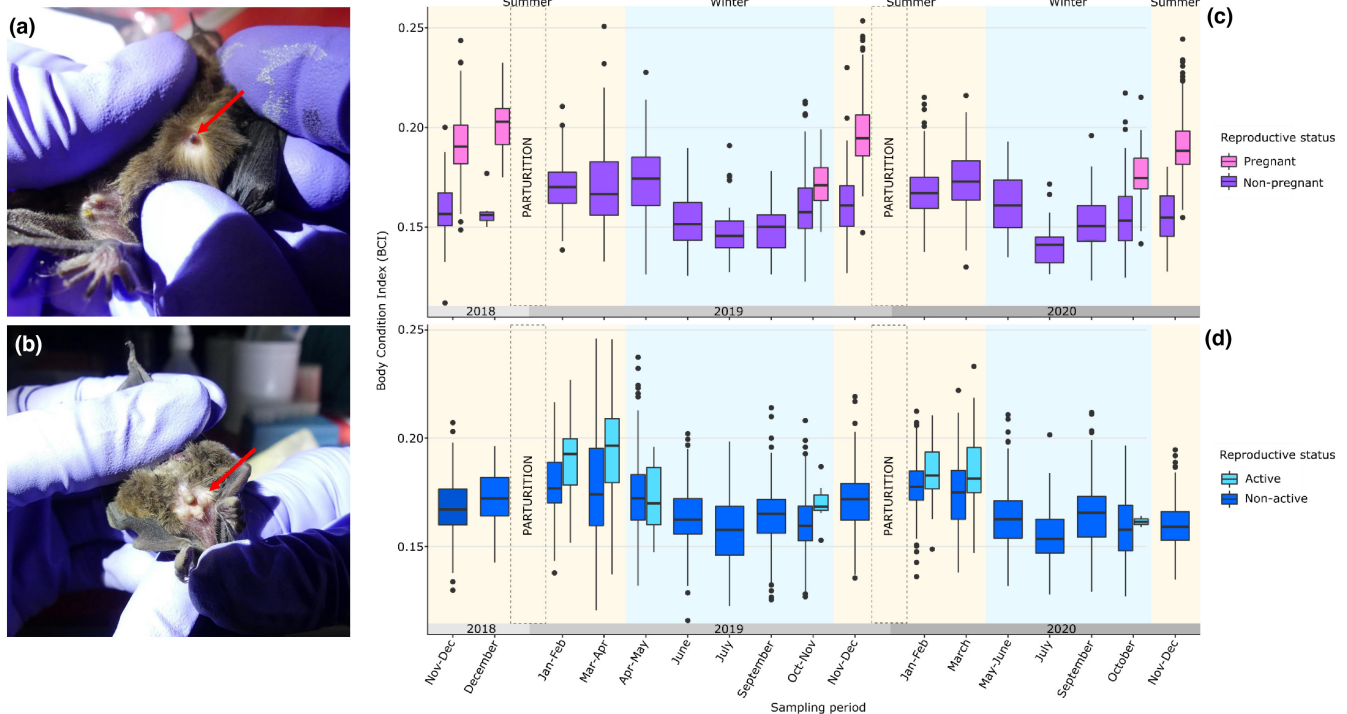 (a)
(b)
Summer Winter Summer Winter Summer
(c)
0.25
0.20
0.15
PARTURITION PARTURITION
2018 2019 2020
Reproductive status
Pregnant
Non-pregnant
Body Condition Index (BCI)
(d)
0.25
0.20
0.15
PARTURITION PARTURITION
2018 2019 2020
Reproductive status
Active
Non-active
Nov-Dec December Jan-Feb Mar-Apr Apr-May June July September Oct-Nov Nov-Dec Jan-Feb March May-June July September October Nov-Dec
Sampling period